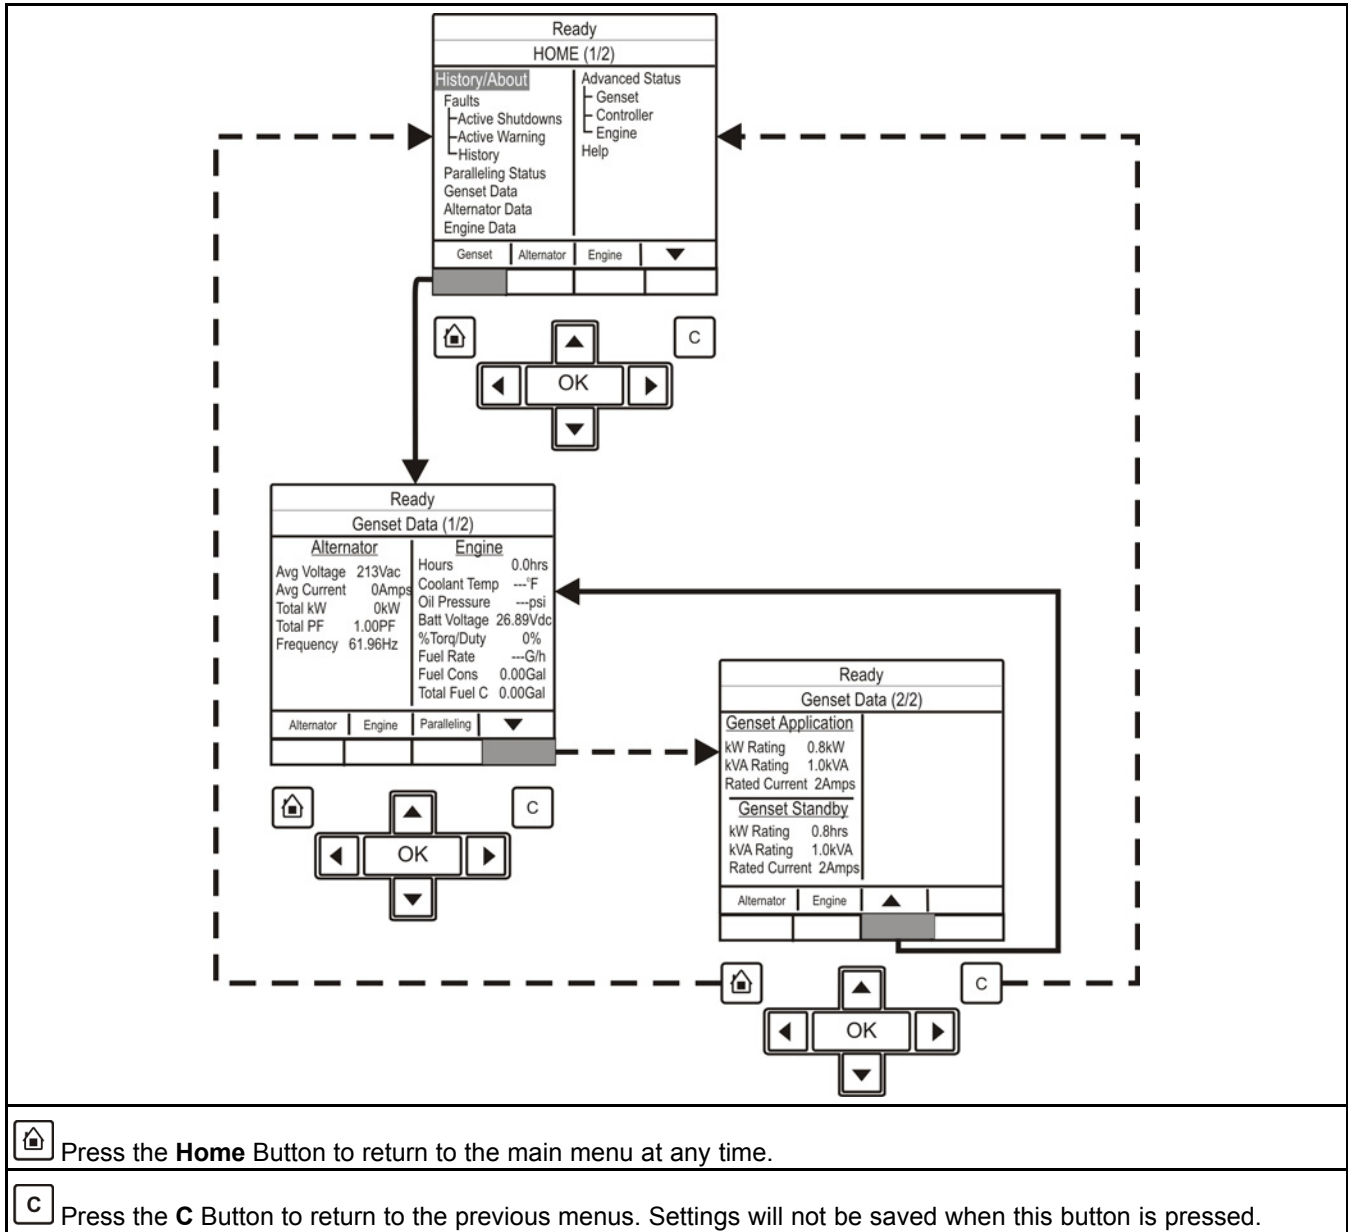 Ready
HOME (1/2)
History/About
Faults
Active Shutdowns
Active Warning
History
Paralleling Status
Genset Data
Alternator Data
Engine Data
Advanced Status
Genset
Controller
Engine
Help
Genset Alternator Engine
C
OK
Ready
Genset Data (1/2)
Alternator
Avg Voltage 213Vac
Avg Current 0Amps
Total kW 0kW
Total PF 1.00PF
Frequency 61.96Hz
Engine
Hours 0.0hrs
Coolant Temp ---°F
Oil Pressure ---psi
Batt Voltage 26.89Vdc
%Torq/Duty 0%
Fuel Rate ---G/h
Fuel Cons 0.00Gal
Total Fuel C 0.00Gal
Alternator Engine Paralleling
C
OK
Ready
Genset Data (2/2)
Genset Application
kW Rating 0.8kW
kVA Rating 1.0kVA
Rated Current 2Amps
Genset Standby
kW Rating 0.8hrs
kVA Rating 1.0kVA
Rated Current 2Amps
Alternator Engine
C
OK
Press the Home Button to return to the main menu at any time.
C Press the C Button to return to the previous menus. Settings will not be saved when this button is pressed.